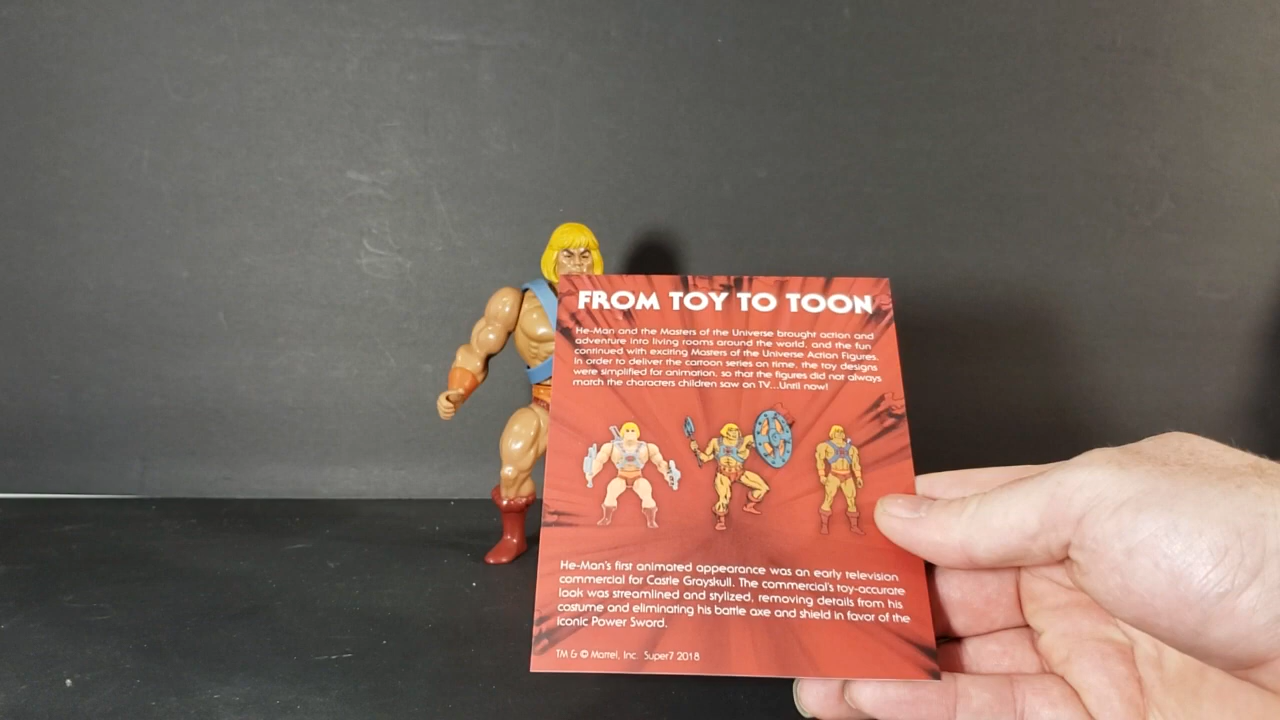 FROM TOY TO TOON
He-Man and the Masters of the Universe brought action and
adventure into living rooms around the world, and the fun
continued with exciting Masters of the Universe Action Figures.
In order to deliver the cartoon series on time, the toy designs
were simplified for animation, so that the figures did not always
match the characters children saw on TV...Until now!
He-Man's first animated appearance was an early television
commercial for Castle Grayskull. The commercial's toy-accurate
look was streamlined and stylized, removing details from his
costume and eliminating his battle axe and shield in favor of the
iconic Power Sword.
TM & © Mattel, Inc. Super7 2018